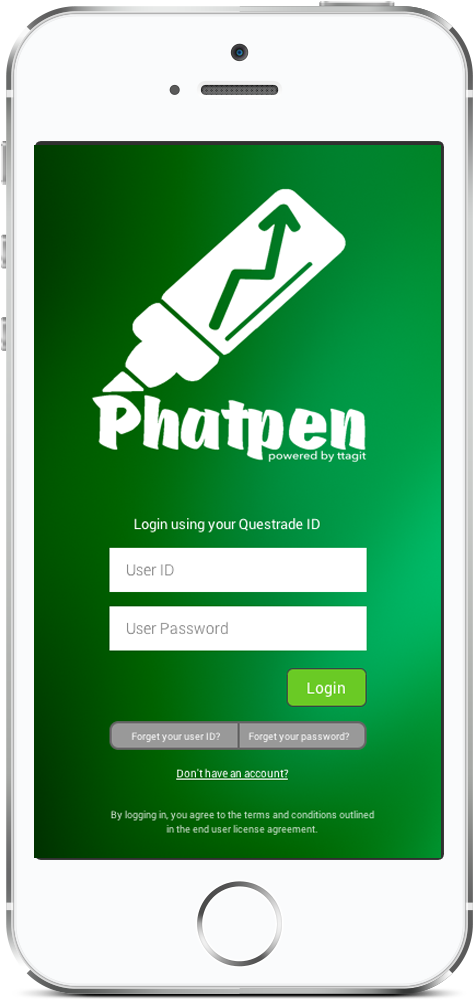 Phatpen
powered by ttagit
Login using your Questrade ID
User ID
User Password
Login
Forget your user ID? Forget your password?
Don't have an account?
By logging in, you agree to the terms and conditions outlined
in the end user license agreement.